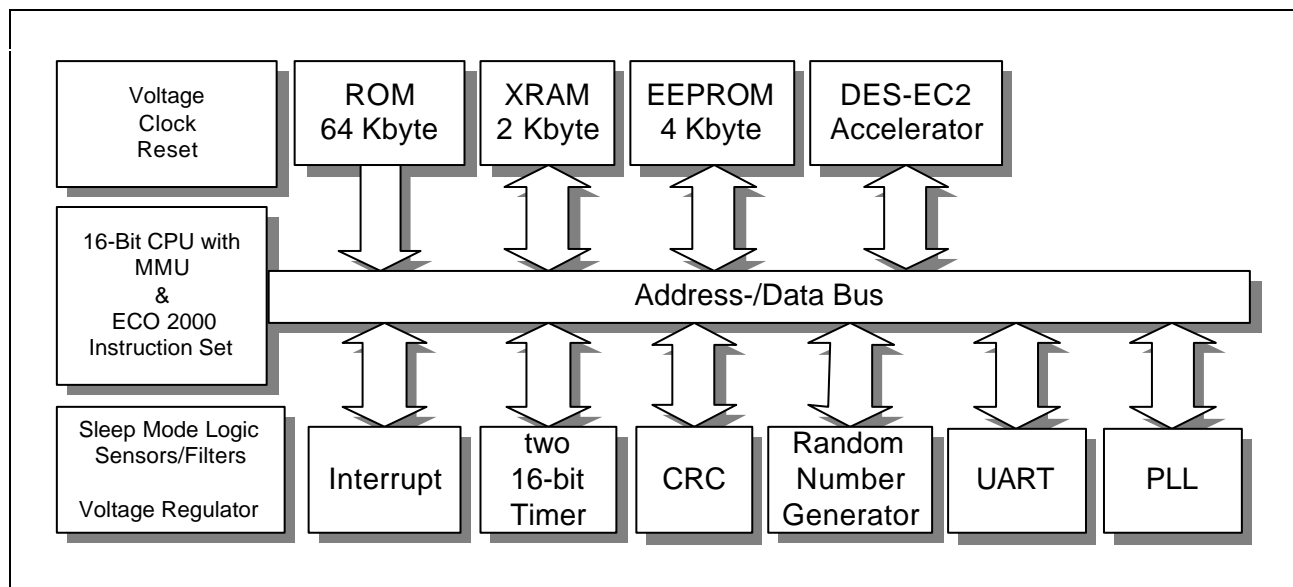 Voltage
Clock
Reset
ROM
64 Kbyte
XRAM
2 Kbyte
EEPROM
4 Kbyte
DES-EC2
Accelerator
16-Bit CPU with
MMU
&
ECO 2000
Instruction Set
Address-/Data Bus
Sleep Mode Logic
Sensors/Filters
Voltage Regulator
Interrupt
two
16-bit
Timer
CRC
Random
Number
Generator
UART
PLL